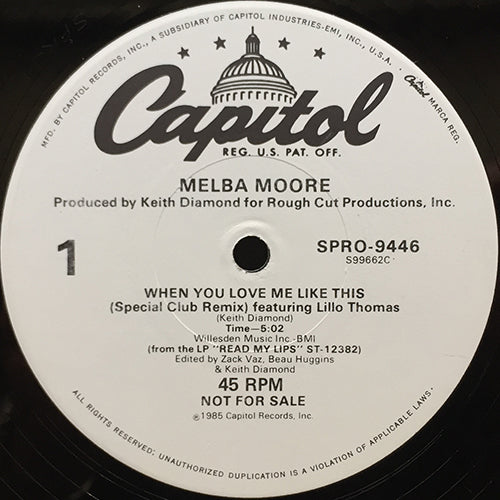 MFD. BY CAPITOL RECORDS, INC., A SUBSIDIARY OF CAPITOL INDUSTRIES-EMI, INC., U.S.A.
Capitol MARCA REG.
Capitol
REG. U.S. PAT. OFF.
MELBA MOORE
Produced by Keith Diamond for Rough Cut Productions, Inc.
1
SPRO-9446
S99662C
WHEN YOU LOVE ME LIKE THIS
(Special Club Remix) featuring Lillo Thomas
(Keith Diamond)
Time—5:02
Willesden Music Inc.-BMI
(from the LP "READ MY LIPS" ST-12382)
Edited by Zack Vaz, Beau Huggins
& Keith Diamond
45 RPM
NOT FOR SALE
℗1985 Capitol Records, Inc.
ALL RIGHTS RESERVED. UNAUTHORIZED DUPLICATION IS A VIOLATION OF APPLICABLE LAWS.